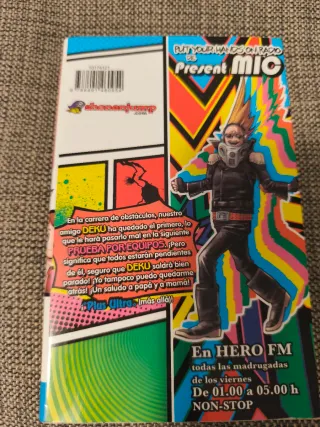 PUT YOUR HANDS ON RADIO
DE
Present MIC
En la carrera de obstáculos, nuestro
amigo DEKU ha quedado el primero, lo
que le hará pasarlo mal en la siguiente
PRUEBA POR EQUIPOS. ¡Pero
significa que todos estarán pendientes
de él, seguro que DEKU saldrá bien
parado! ¡Yo tampoco puedo quedarme
atrás! ¡Un saludo a papá y a mamá!
"Plus Ultra" (más allá)
En HERO FM
todas las madrugadas
de los viernes
De 01.00 a 05.00 h
NON-STOP